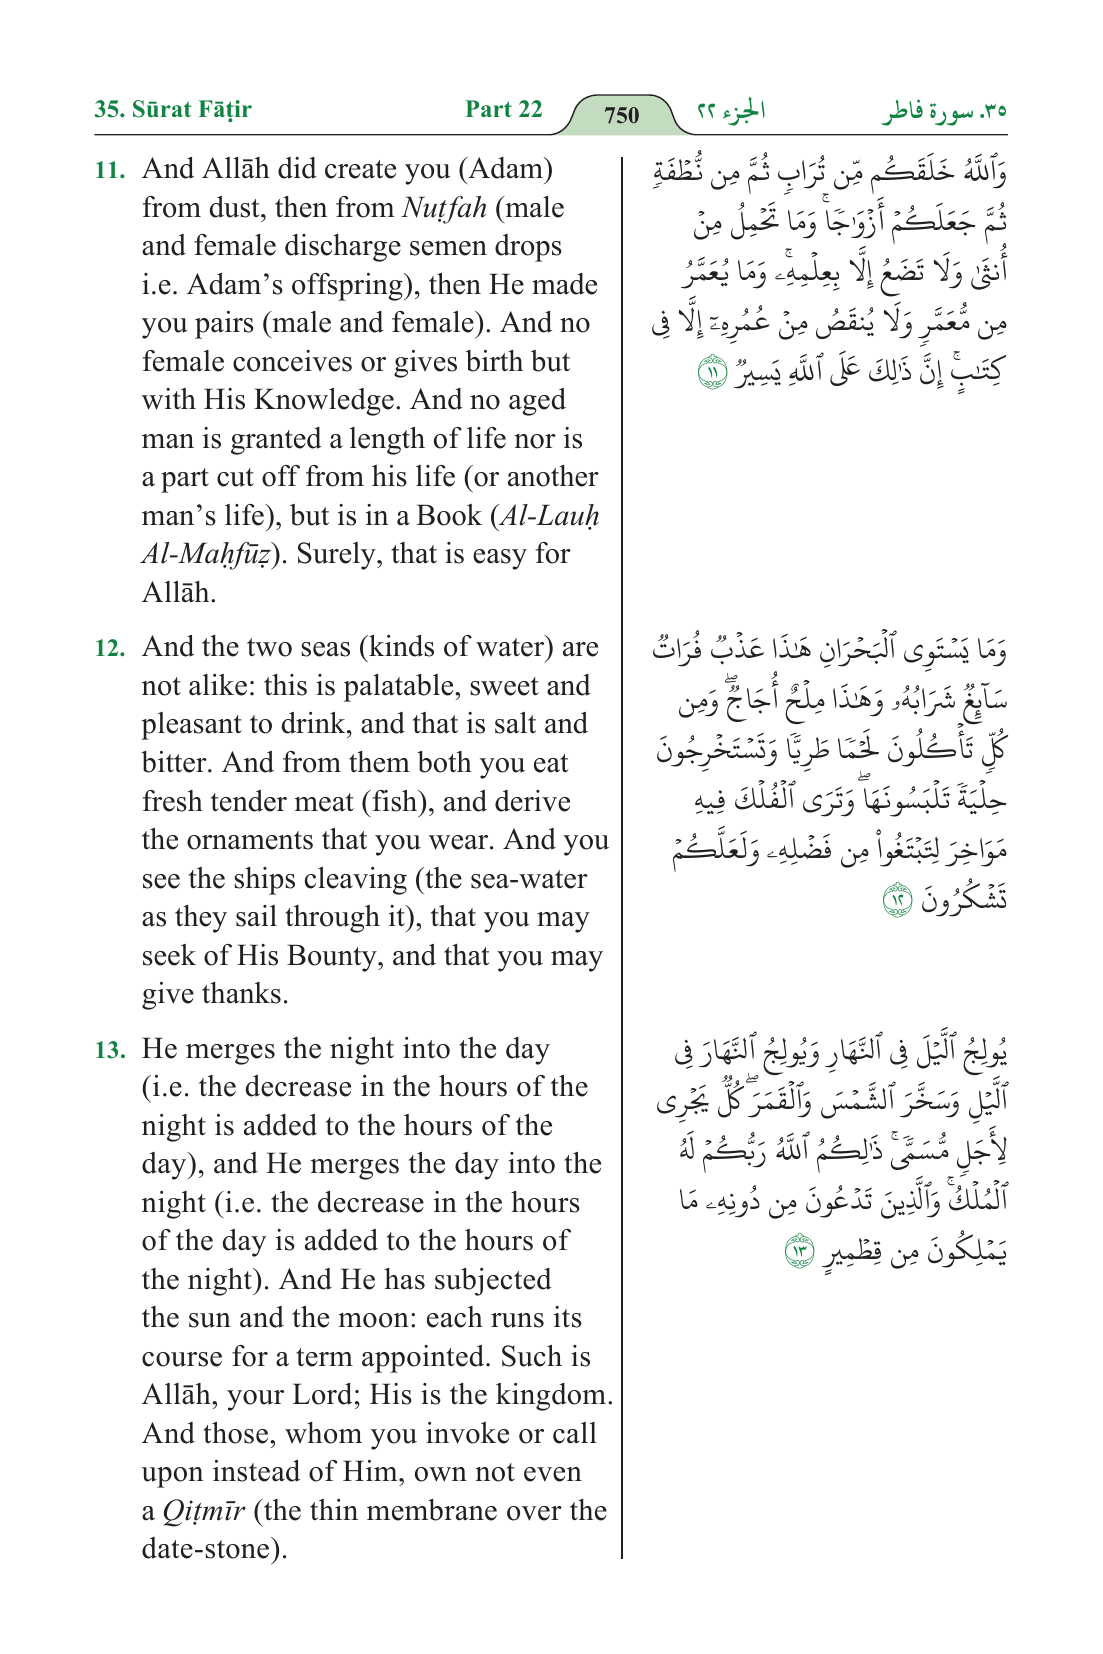 35. Sūrat Fāṭir Part 22 750 الجزء ٢٢ ٣٥. سورة فاطر
11. And Allāh did create you (Adam)
from dust, then from Nuṭfah (male
and female discharge semen drops
i.e. Adam’s offspring), then He made
you pairs (male and female). And no
female conceives or gives birth but
with His Knowledge. And no aged
man is granted a length of life nor is
a part cut off from his life (or another
man’s life), but is in a Book (Al-Lauḥ
Al-Maḥfūẓ). Surely, that is easy for
Allāh.
وَٱللَّهُ خَلَقَكُم مِّن تُرَابٖ ثُمَّ مِن نُّطۡفَةٖ
ثُمَّ جَعَلَكُمۡ أَزۡوَٰجٗاۚ وَمَا تَحۡمِلُ مِنۡ
أُنثَىٰ وَلَا تَضَعُ إِلَّا بِعِلۡمِهِۦۚ وَمَا يُعَمَّرُ
مِن مُّعَمَّرٖ وَلَا يُنقَصُ مِنۡ عُمُرِهِۦٓ إِلَّا فِي
كِتَٰبٍۚ إِنَّ ذَٰلِكَ عَلَى ٱللَّهِ يَسِيرٞ ١١
12. And the two seas (kinds of water) are
not alike: this is palatable, sweet and
pleasant to drink, and that is salt and
bitter. And from them both you eat
fresh tender meat (fish), and derive
the ornaments that you wear. And you
see the ships cleaving (the sea-water
as they sail through it), that you may
seek of His Bounty, and that you may
give thanks.
وَمَا يَسۡتَوِي ٱلۡبَحۡرَانِ هَٰذَا عَذۡبٞ فُرَاتٞ
سَآئِغٞ شَرَابُهُۥ وَهَٰذَا مِلۡحٌ أُجَاجٞۖ وَمِن
كُلّٖ تَأۡكُلُونَ لَحۡمٗا طَرِيّٗا وَتَسۡتَخۡرِجُونَ
حِلۡيَةٗ تَلۡبَسُونَهَاۖ وَتَرَى ٱلۡفُلۡكَ فِيهِ
مَوَاخِرَ لِتَبۡتَغُواْ مِن فَضۡلِهِۦ وَلَعَلَّكُمۡ
تَشۡكُرُونَ ١٢
13. He merges the night into the day
(i.e. the decrease in the hours of the
night is added to the hours of the
day), and He merges the day into the
night (i.e. the decrease in the hours
of the day is added to the hours of
the night). And He has subjected
the sun and the moon: each runs its
course for a term appointed. Such is
Allāh, your Lord; His is the kingdom.
And those, whom you invoke or call
upon instead of Him, own not even
a Qiṭmīr (the thin membrane over the
date-stone).
يُولِجُ ٱلَّيۡلَ فِي ٱلنَّهَارِ وَيُولِجُ ٱلنَّهَارَ فِي
ٱلَّيۡلِ وَسَخَّرَ ٱلشَّمۡسَ وَٱلۡقَمَرَۖ كُلّٞ يَجۡرِي
لِأَجَلٖ مُّسَمّٗىۚ ذَٰلِكُمُ ٱللَّهُ رَبُّكُمۡ لَهُ
ٱلۡمُلۡكُۚ وَٱلَّذِينَ تَدۡعُونَ مِن دُونِهِۦ مَا
يَمۡلِكُونَ مِن قِطۡمِيرٍ ١٣